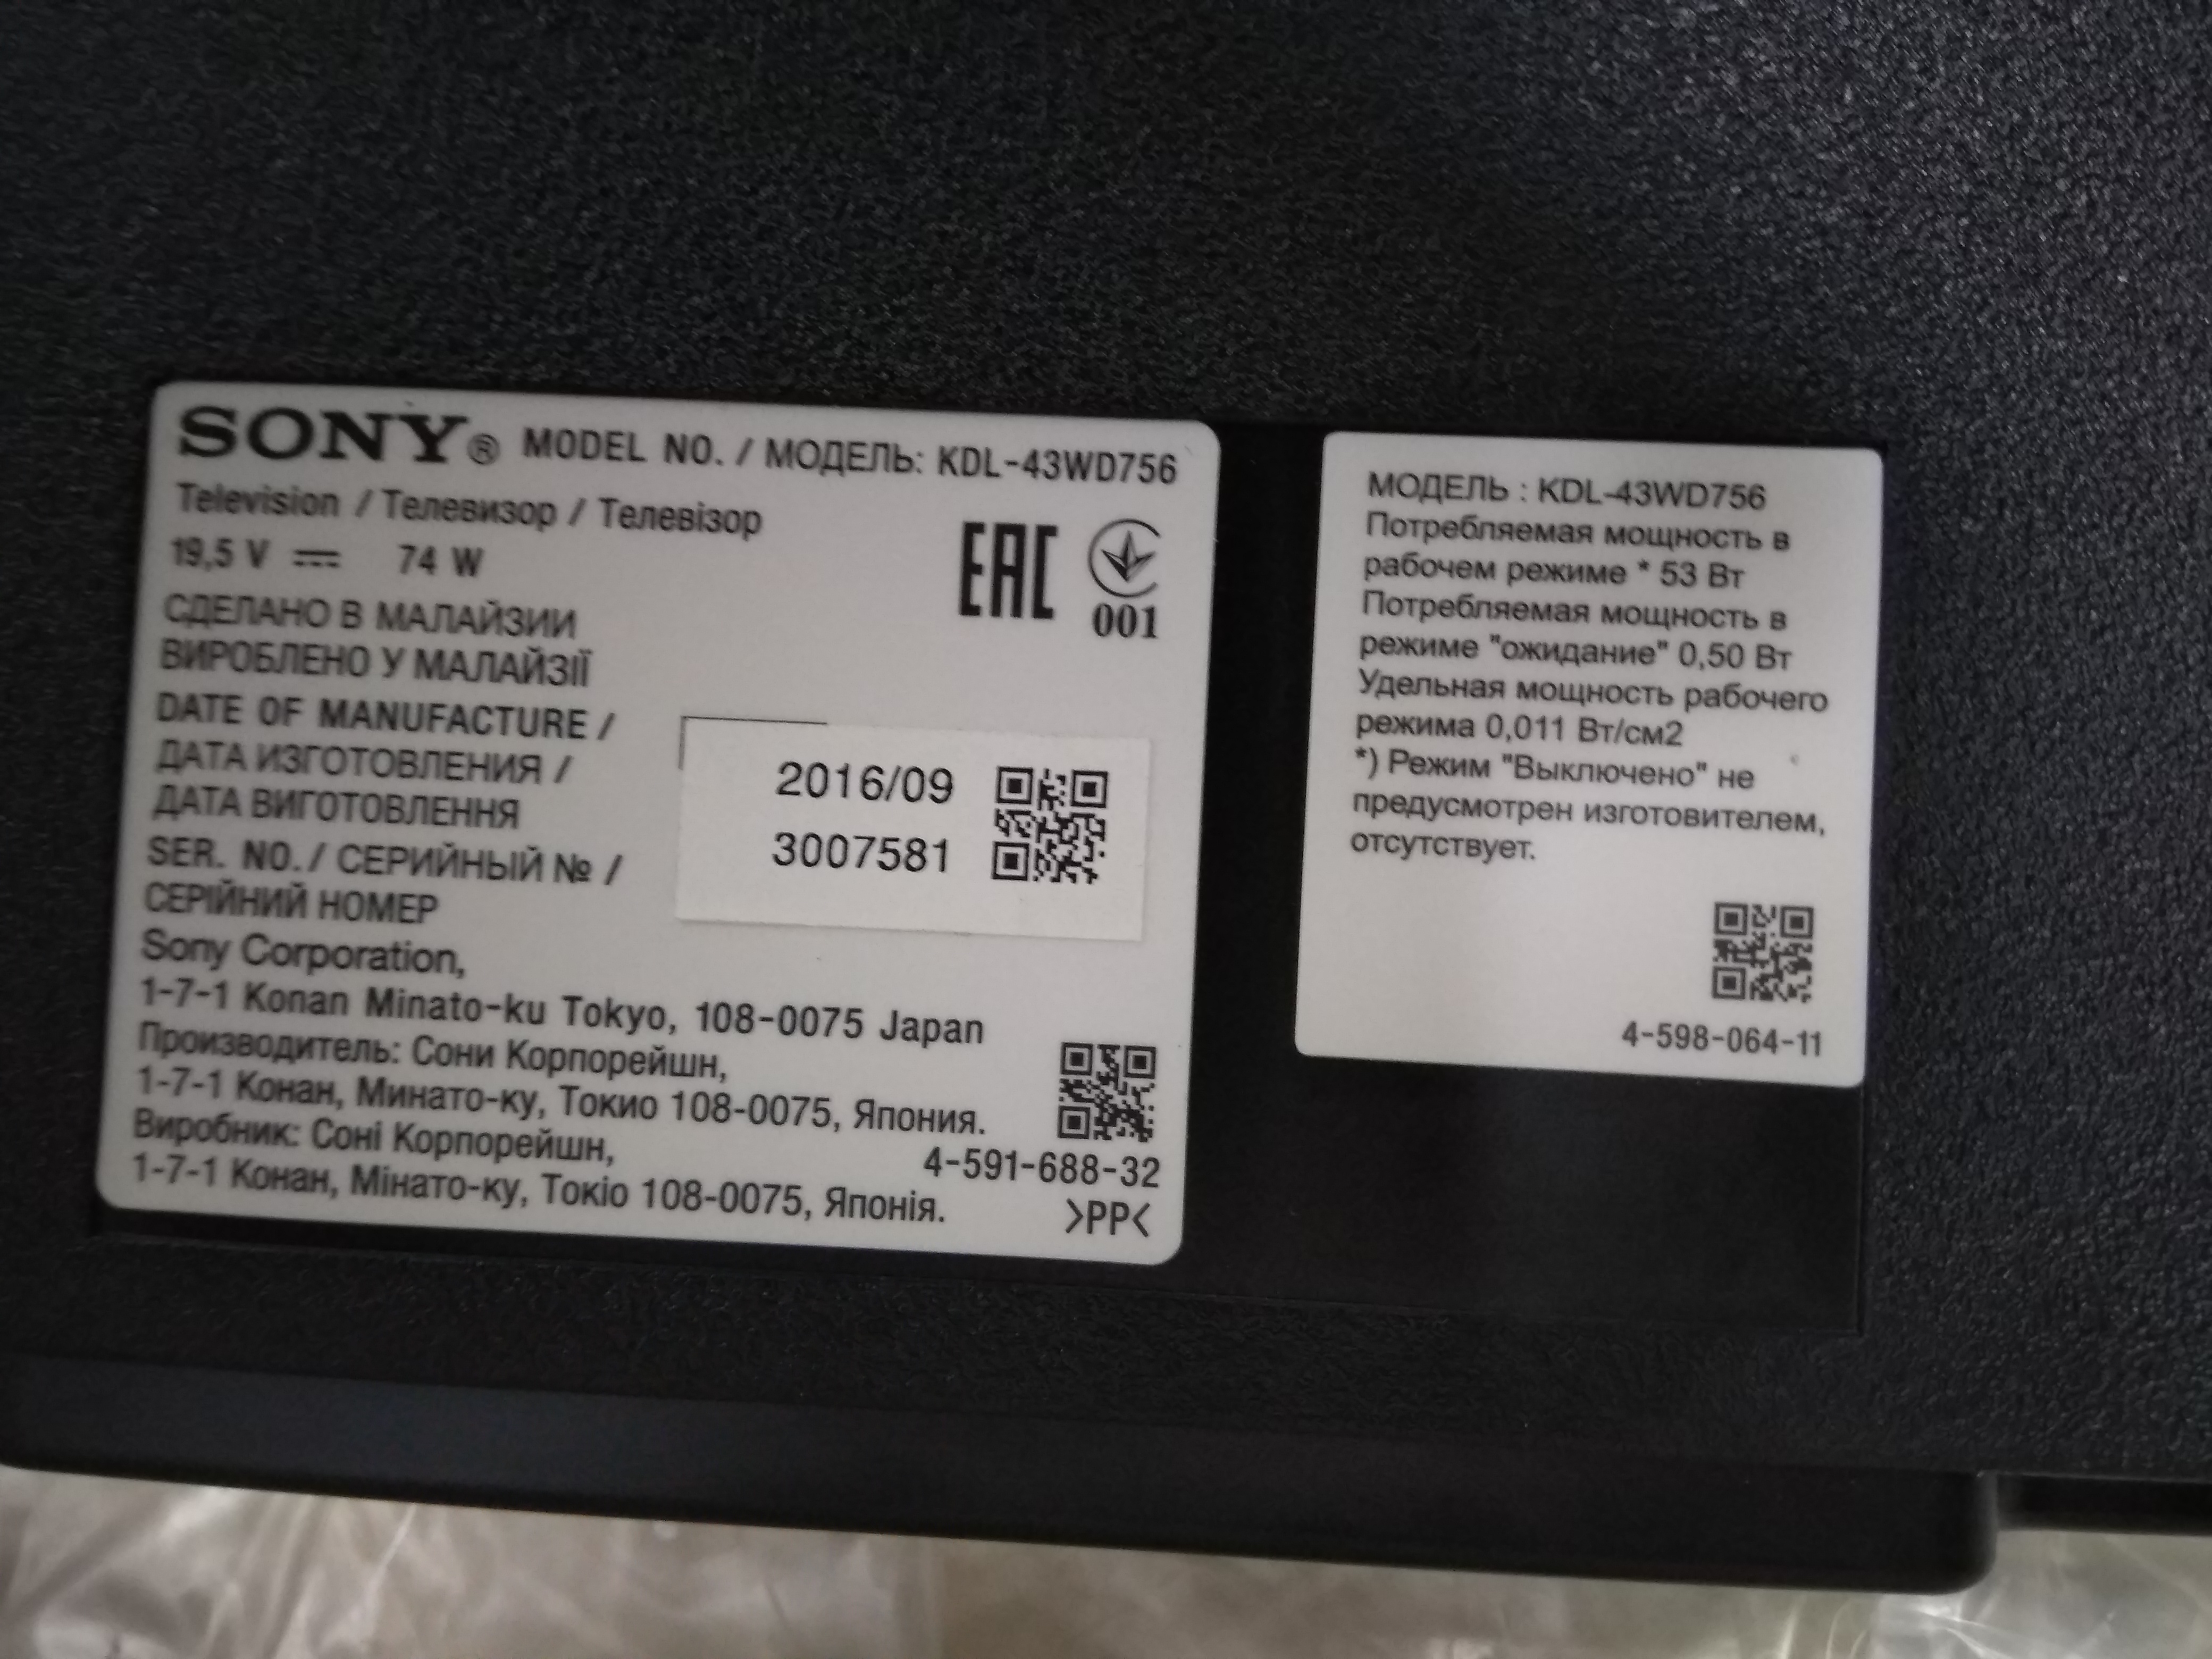 SONY® MODEL NO. / МОДЕЛЬ: KDL-43WD756
Television / Телевизор / Телевізор
19,5 V ⎓ 74 W
EAC
001
СДЕЛАНО В МАЛАЙЗИИ
ВИРОБЛЕНО У МАЛАЙЗІЇ
DATE OF MANUFACTURE /
ДАТА ИЗГОТОВЛЕНИЯ /
ДАТА ВИГОТОВЛЕННЯ
2016/09
SER. NO. / СЕРИЙНЫЙ № /
СЕРІЙНИЙ НОМЕР
3007581
Sony Corporation,
1-7-1 Konan Minato-ku Tokyo, 108-0075 Japan
Производитель: Сони Корпорейшн,
1-7-1 Конан, Минато-ку, Токио 108-0075, Япония.
Виробник: Соні Корпорейшн,
1-7-1 Конан, Мінато-ку, Токіо 108-0075, Японія.
4-591-688-32
>PP<
МОДЕЛЬ : KDL-43WD756
Потребляемая мощность в
рабочем режиме * 53 Вт
Потребляемая мощность в
режиме "ожидание" 0,50 Вт
Удельная мощность рабочего
режима 0,011 Вт/см2
*) Режим "Выключено" не
предусмотрен изготовителем,
отсутствует.
4-598-064-11